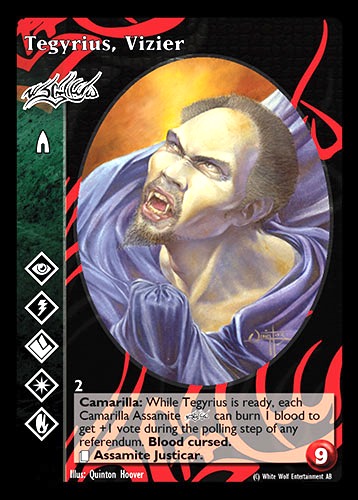 Tegyrius, Vizier
2
Camarilla: While Tegyrius is ready, each
Camarilla Assamite can burn 1 blood to
get +1 vote during the polling step of any
referendum. Blood cursed.
Assamite Justicar.
9
Illus: Quinton Hoover
(C) White Wolf Entertainment AB